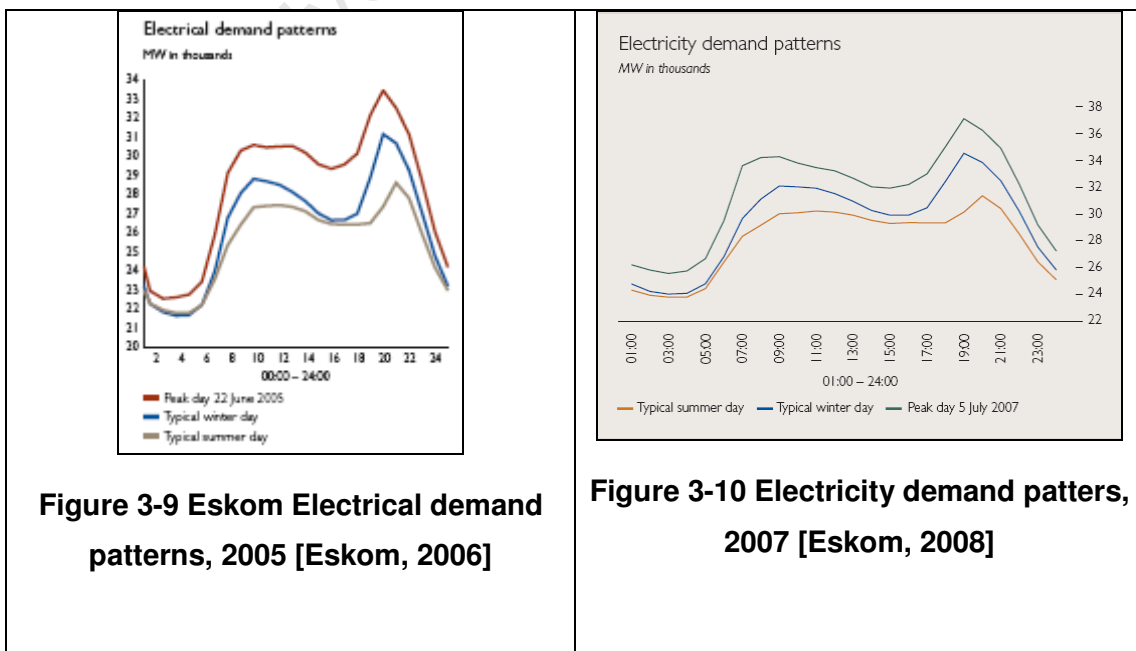 Electrical demand patterns
MW in thousands
34
33
32
31
30
29
28
27
26
25
24
23
22
21
20
2 4 6 8 10 12 14 16 18 20 22 24
00:00 – 24:00
Peak day 22 June 2005
Typical winter day
Typical summer day
Figure 3-9 Eskom Electrical demand
patterns, 2005 [Eskom, 2006]
Electricity demand patterns
MW in thousands
38
36
34
32
30
28
26
24
22
01:00 03:00 05:00 07:00 09:00 11:00 13:00 15:00 17:00 19:00 21:00 23:00
01:00 – 24:00
Typical summer day Typical winter day Peak day 5 July 2007
Figure 3-10 Electricity demand patters,
2007 [Eskom, 2008]